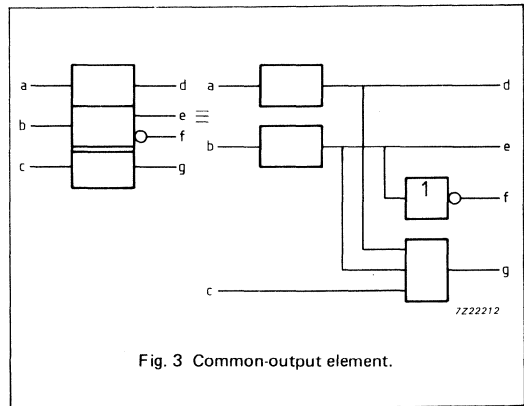 a d a d
b e ≡ b e
f 1 f
c g g
c
7Z22212
Fig. 3 Common-output element.